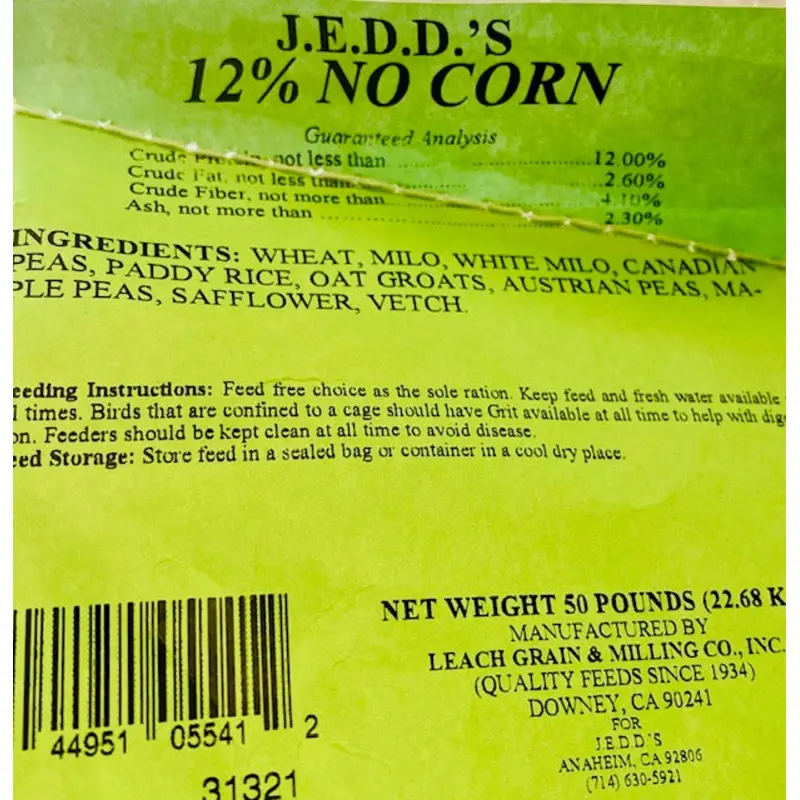 J.E.D.D.'S
12% NO CORN
Guaranteed Analysis
Crude Protein, not less than ..................12.00%
Crude Fat, not less than ..................2.60%
Crude Fiber, not more than ..................4.10%
Ash, not more than ..................2.30%
INGREDIENTS: WHEAT, MILO, WHITE MILO, CANADIAN
PEAS, PADDY RICE, OAT GROATS, AUSTRIAN PEAS, MA-
PLE PEAS, SAFFLOWER, VETCH.
eeding Instructions: Feed free choice as the sole ration. Keep feed and fresh water available
l times. Birds that are confined to a cage should have Grit available at all time to help with dig
on. Feeders should be kept clean at all time to avoid disease.
ed Storage: Store feed in a sealed bag or container in a cool dry place.
NET WEIGHT 50 POUNDS (22.68 K
MANUFACTURED BY
LEACH GRAIN & MILLING CO., INC.
(QUALITY FEEDS SINCE 1934)
DOWNEY, CA 90241
FOR
J.E.D.D'S
ANAHEIM, CA 92806
(714) 630-5921
44951 05541 2
31321